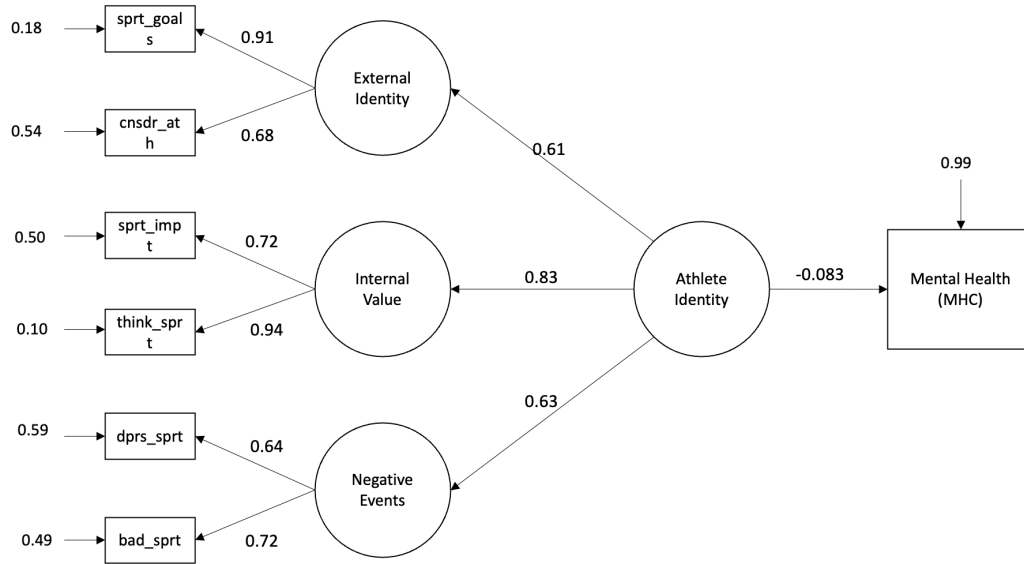 0.18
sprt_goal
s
0.91
External
Identity
0.54
cnsdr_at
h
0.68
0.61
0.99
0.50
sprt_imp
t
0.72
Internal
Value
0.83
Athlete
Identity
-0.083
Mental Health
(MHC)
0.10
think_spr
t
0.94
0.63
0.59
dprs_sprt
0.64
Negative
Events
0.49
bad_sprt
0.72